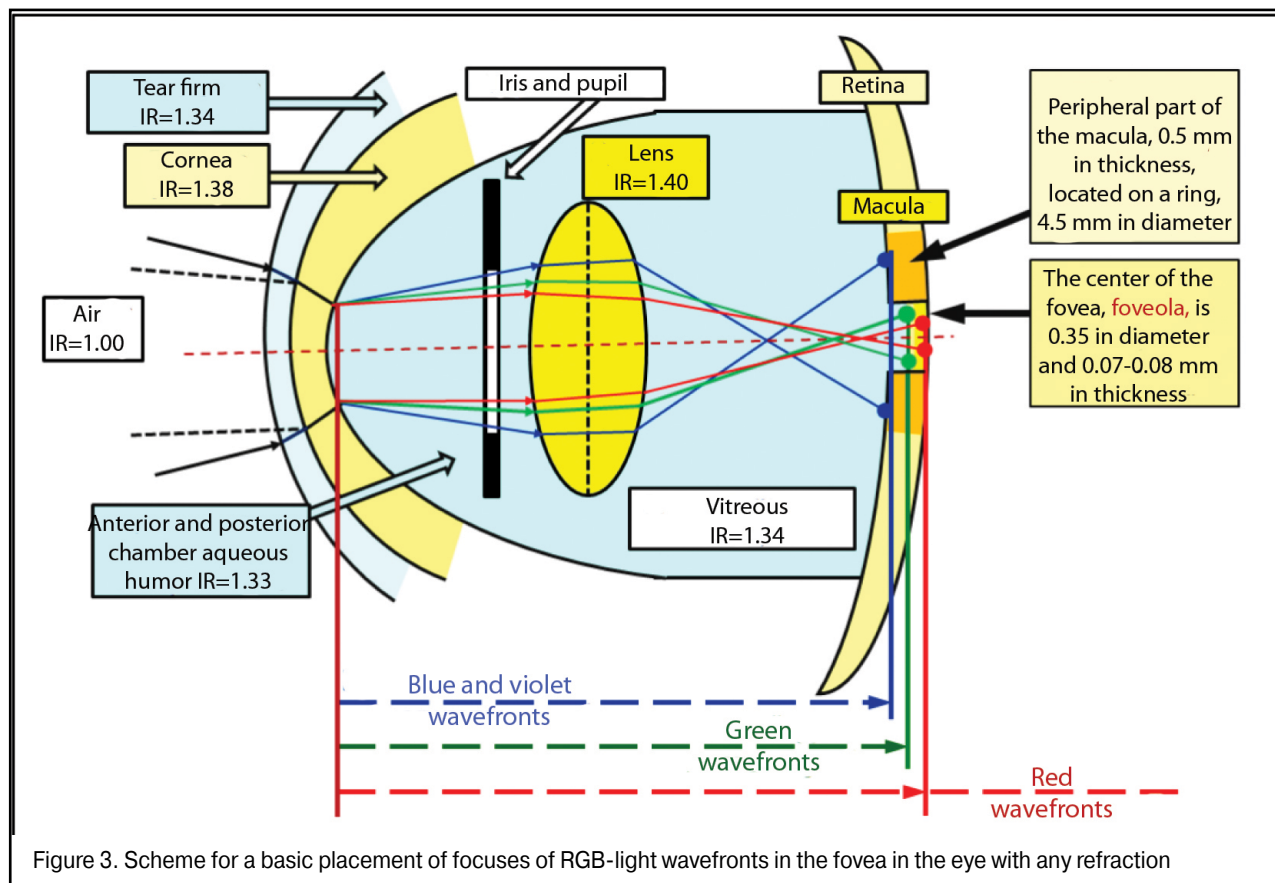 Tear firm
IR=1.34
Cornea
IR=1.38
Iris and pupil
Lens
IR=1.40
Retina
Macula
Peripheral part of
the macula, 0.5 mm
in thickness,
located on a ring,
4.5 mm in diameter
The center of the
fovea, foveola, is
0.35 in diameter
and 0.07-0.08 mm
in thickness
Air
IR=1.00
Anterior and posterior
chamber aqueous
humor IR=1.33
Vitreous
IR=1.34
Blue and violet
wavefronts
Green
wavefronts
Red
wavefronts
Figure 3. Scheme for a basic placement of focuses of RGB-light wavefronts in the fovea in the eye with any refraction